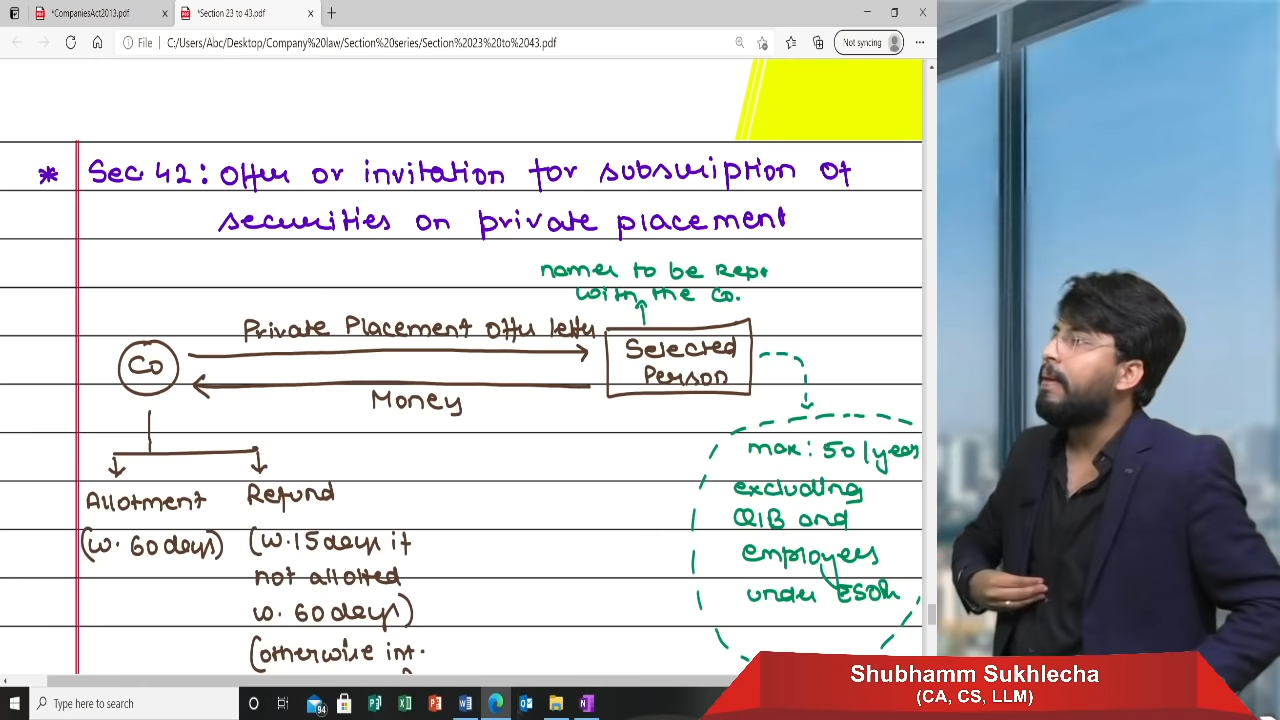 *CompaniesAct2013.pdf
*Section 23 to 43.pdf
File
C:/Users/Abc/Desktop/Company%20law/Section%20series/Section%2023%20to%2043.pdf
Not syncing
* Sec 42: Offer or invitation for subscription of
securities on private placement
names to be Rept
with the Co.
Private Placement Offer letter
Co
Selected
Person
Money
max: 50/year
excluding
QIB and
employees
under ESOP
Allotment
(w. 60 days)
Refund
(w. 15 days if
not allotted
w. 60 days)
(otherwise int.
Shubhamm Sukhlecha
(CA, CS, LLM)
Type here to search
94